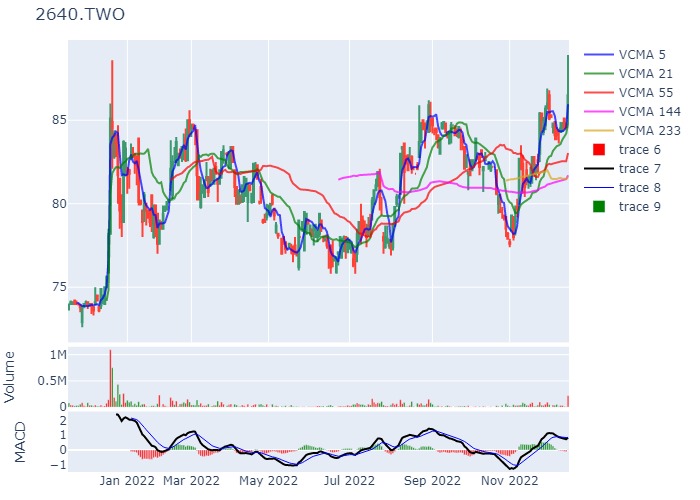 2640.TWO
85
80
75
VCMA 5
VCMA 21
VCMA 55
VCMA 144
VCMA 233
trace 6
trace 7
trace 8
trace 9
Volume
1M
0.5M
0
MACD
2
1
0
−1
Jan 2022 Mar 2022 May 2022 Jul 2022 Sep 2022 Nov 2022